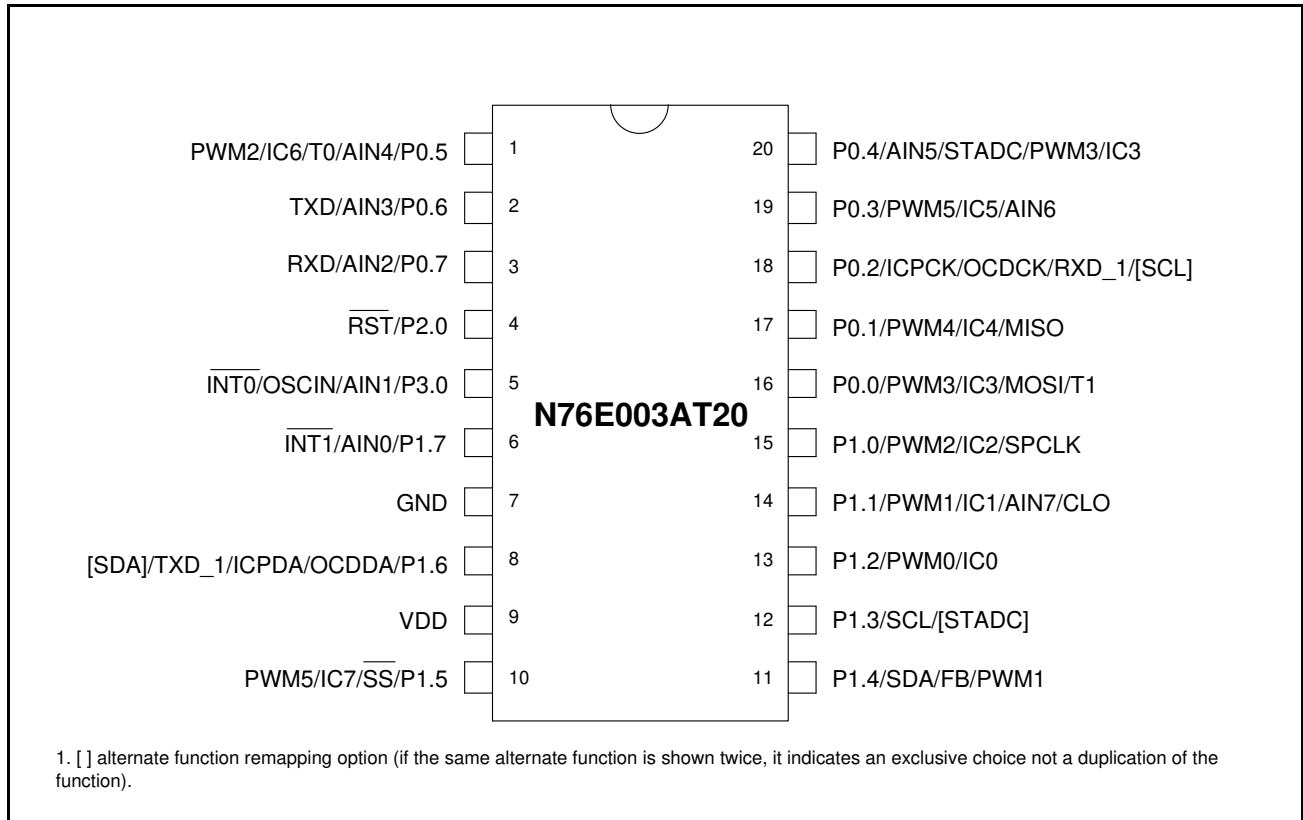 PWM2/IC6/T0/AIN4/P0.5 1 20 P0.4/AIN5/STADC/PWM3/IC3
TXD/AIN3/P0.6 2 19 P0.3/PWM5/IC5/AIN6
RXD/AIN2/P0.7 3 18 P0.2/ICPCK/OCDCK/RXD_1/[SCL]
RST/P2.0 4 17 P0.1/PWM4/IC4/MISO
INT0/OSCIN/AIN1/P3.0 5 16 P0.0/PWM3/IC3/MOSI/T1
N76E003AT20
INT1/AIN0/P1.7 6 15 P1.0/PWM2/IC2/SPCLK
GND 7 14 P1.1/PWM1/IC1/AIN7/CLO
[SDA]/TXD_1/ICPDA/OCDDA/P1.6 8 13 P1.2/PWM0/IC0
VDD 9 12 P1.3/SCL/[STADC]
PWM5/IC7/SS/P1.5 10 11 P1.4/SDA/FB/PWM1
1. [ ] alternate function remapping option (if the same alternate function is shown twice, it indicates an exclusive choice not a duplication of the
function).